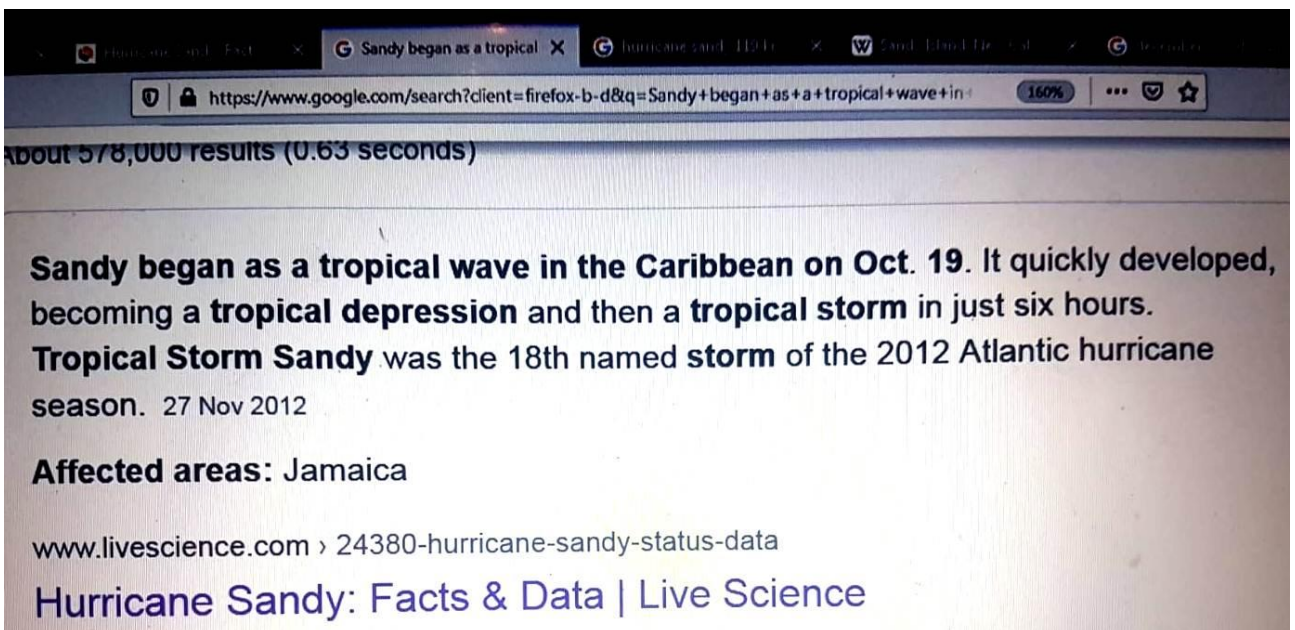 Sandy began as a tropical
https://www.google.com/search?client=firefox-b-d&q=Sandy+began+as+a+tropical+wave+in
160%
About 578,000 results (0.63 seconds)
Sandy began as a tropical wave in the Caribbean on Oct. 19. It quickly developed,
becoming a tropical depression and then a tropical storm in just six hours.
Tropical Storm Sandy was the 18th named storm of the 2012 Atlantic hurricane
season. 27 Nov 2012
Affected areas: Jamaica
www.livescience.com › 24380-hurricane-sandy-status-data
Hurricane Sandy: Facts & Data | Live Science